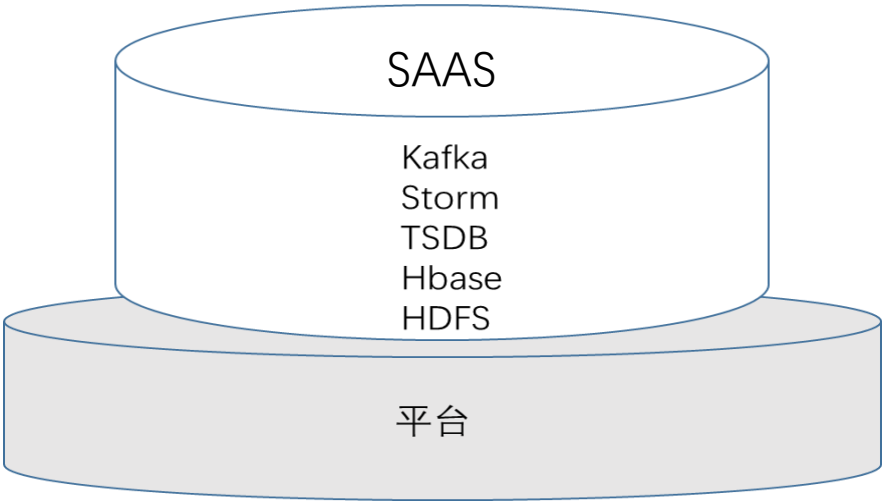 SAAS
Kafka
Storm
TSDB
Hbase
HDFS
平台